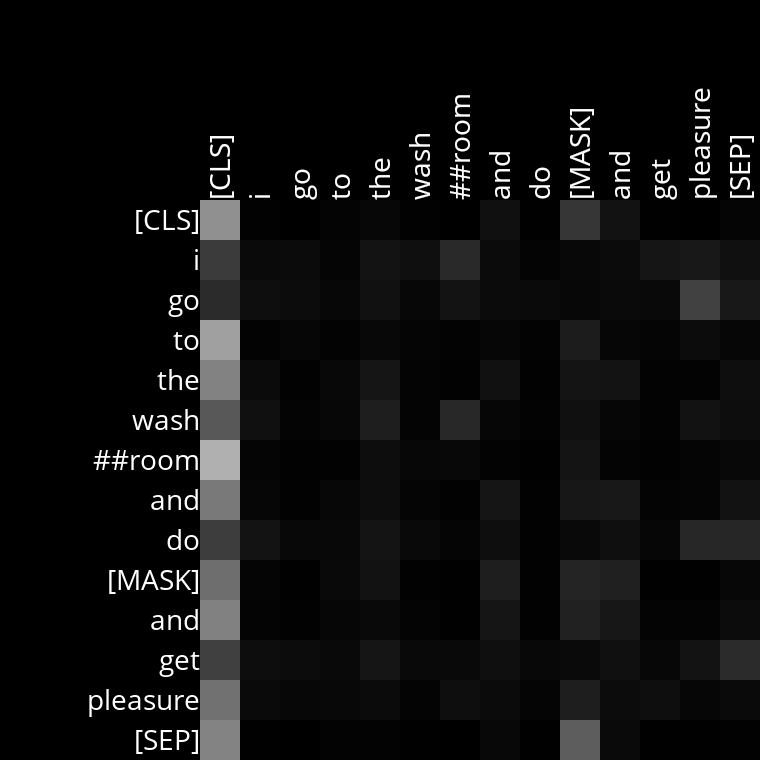 [CLS] i go to the wash ##room and do [MASK] and get pleasure [SEP]
[CLS]
i
go
to
the
wash
##room
and
do
[MASK]
and
get
pleasure
[SEP]